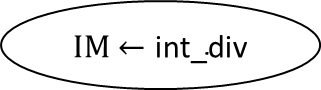 IM ← int_div